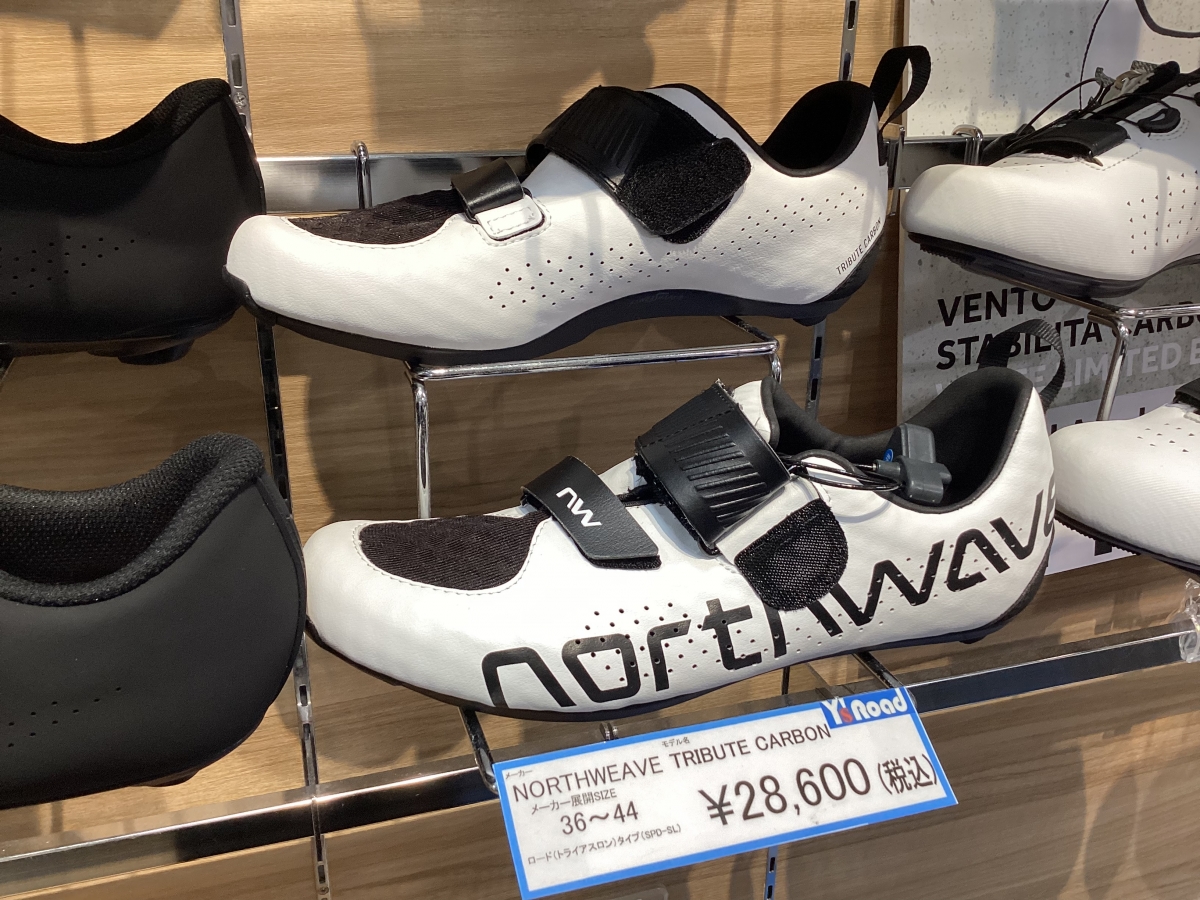 TRIBUTE CARBON
VENTO
STABILITA CARBO
LIMITED E
nw
northwave
Y's Road
メーカー
モデル名
NORTHWEAVE TRIBUTE CARBON
メーカー展開SIZE
36～44
¥28,600 (税込)
ロード(トライアスロン)タイプ(SPD-SL)